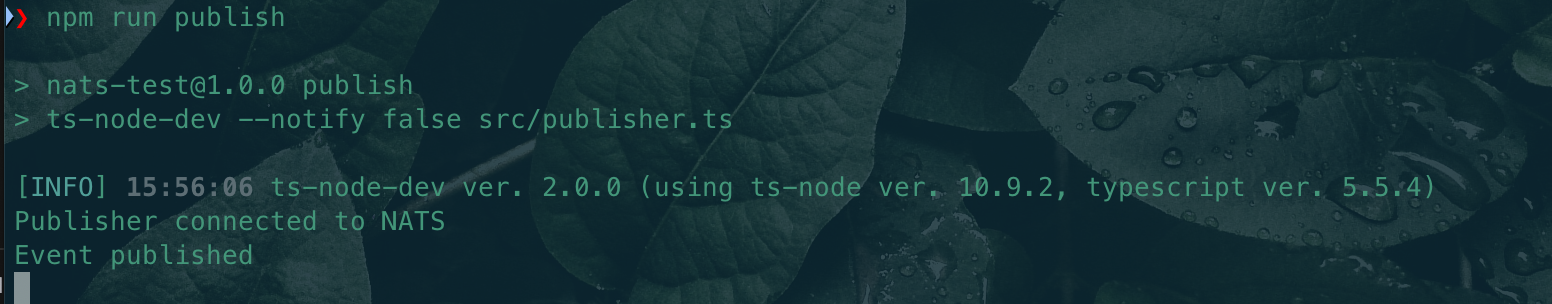 ❯ npm run publish
> nats-test@1.0.0 publish
> ts-node-dev --notify false src/publisher.ts
[INFO] 15:56:06 ts-node-dev ver. 2.0.0 (using ts-node ver. 10.9.2, typescript ver. 5.5.4)
Publisher connected to NATS
Event published